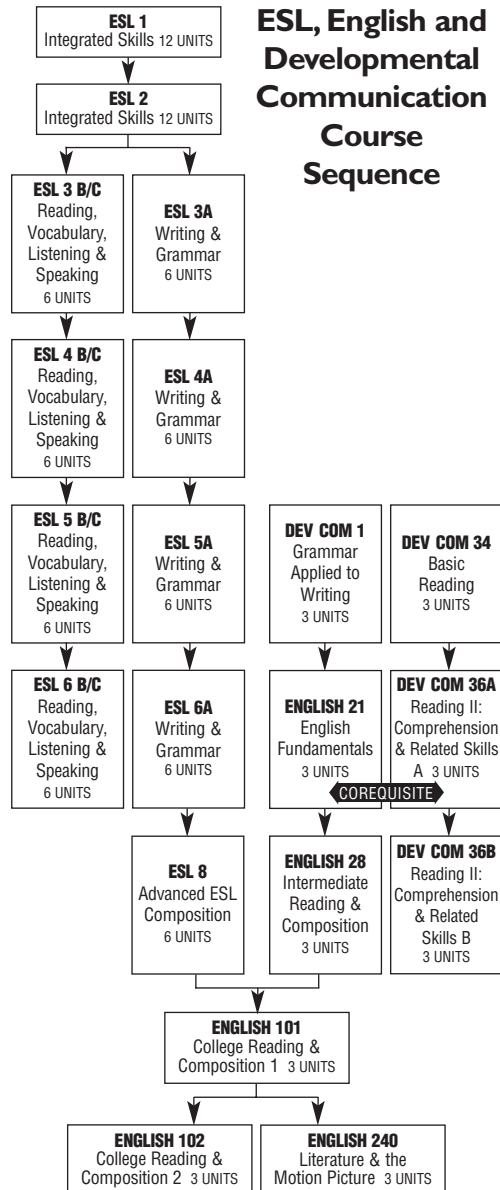 ESL, English and
Developmental
Communication
Course
Sequence
ESL 1
Integrated Skills 12 UNITS
ESL 2
Integrated Skills 12 UNITS
ESL 3 B/C
Reading,
Vocabulary,
Listening &
Speaking
6 UNITS
ESL 3A
Writing &
Grammar
6 UNITS
ESL 4 B/C
Reading,
Vocabulary,
Listening &
Speaking
6 UNITS
ESL 4A
Writing &
Grammar
6 UNITS
ESL 5 B/C
Reading,
Vocabulary,
Listening &
Speaking
6 UNITS
ESL 5A
Writing &
Grammar
6 UNITS
DEV COM 1
Grammar
Applied to
Writing
3 UNITS
DEV COM 34
Basic
Reading
3 UNITS
ESL 6 B/C
Reading,
Vocabulary,
Listening &
Speaking
6 UNITS
ESL 6A
Writing &
Grammar
6 UNITS
ENGLISH 21
English
Fundamentals
3 UNITS
DEV COM 36A
Reading II:
Comprehension
& Related Skills
A 3 UNITS
COREQUISITE
ESL 8
Advanced ESL
Composition
6 UNITS
ENGLISH 28
Intermediate
Reading &
Composition
3 UNITS
DEV COM 36B
Reading II:
Comprehension
& Related
Skills B
3 UNITS
ENGLISH 101
College Reading &
Composition 1 3 UNITS
ENGLISH 102
College Reading &
Composition 2 3 UNITS
ENGLISH 240
Literature & the
Motion Picture 3 UNITS